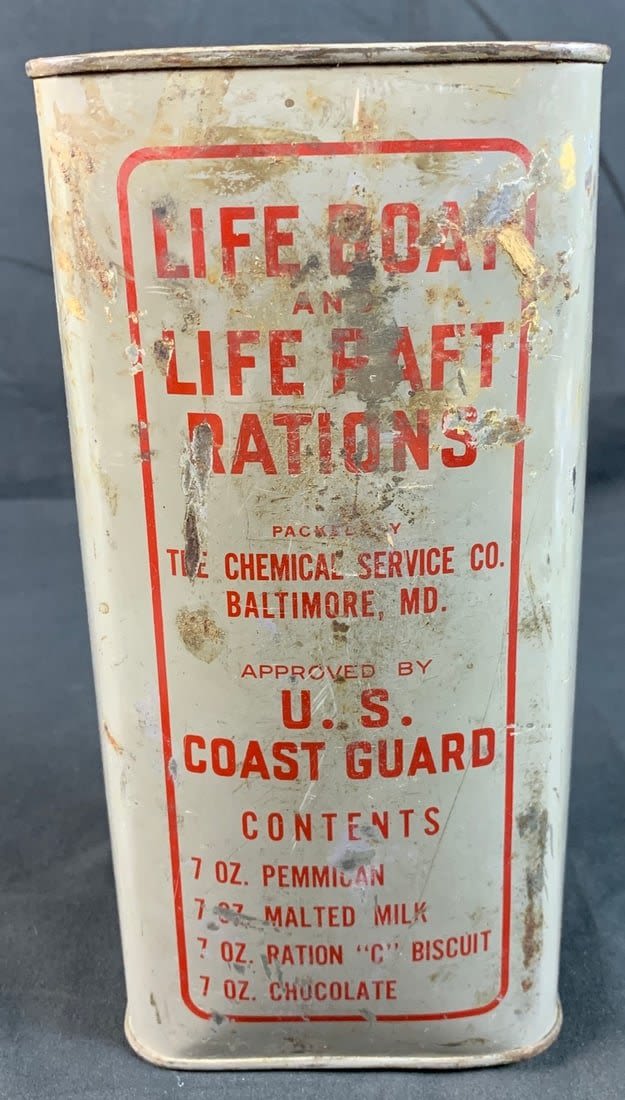 LIFE BOAT
AND
LIFE RAFT
RATIONS
PACKED BY
THE CHEMICAL SERVICE CO.
BALTIMORE, MD.
APPROVED BY
U. S.
COAST GUARD
CONTENTS
7 OZ. PEMMICAN
7 OZ. MALTED MILK
7 OZ. RATION "C" BISCUIT
7 OZ. CHOCOLATE